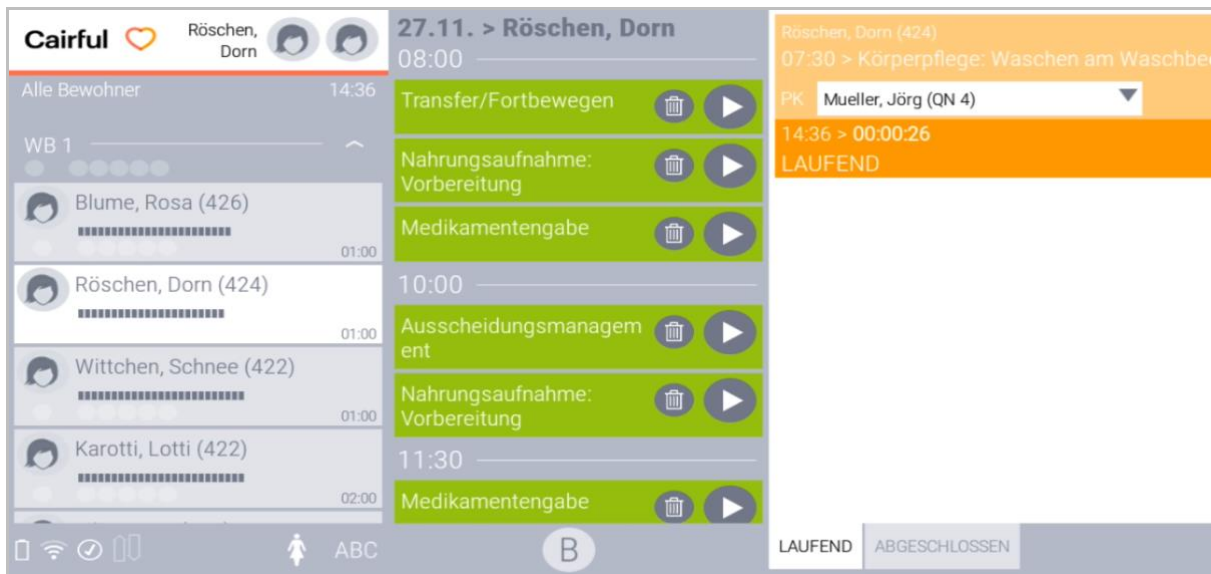 Cairful
Röschen,
Dorn
Alle Bewohner 14:36
WB 1
Blume, Rosa (426)
01:00
Röschen, Dorn (424)
01:00
Wittchen, Schnee (422)
01:00
Karotti, Lotti (422)
02:00
ABC
27.11. > Röschen, Dorn
08:00
Transfer/Fortbewegen
Nahrungsaufnahme:
Vorbereitung
Medikamentengabe
10:00
Ausscheidungsmanagem
ent
Nahrungsaufnahme:
Vorbereitung
11:30
Medikamentengabe
B
Röschen, Dorn (424)
07:30 > Körperpflege: Waschen am Waschbe
PK Mueller, Jörg (QN 4)
14:36 > 00:00:26
LAUFEND
LAUFEND ABGESCHLOSSEN